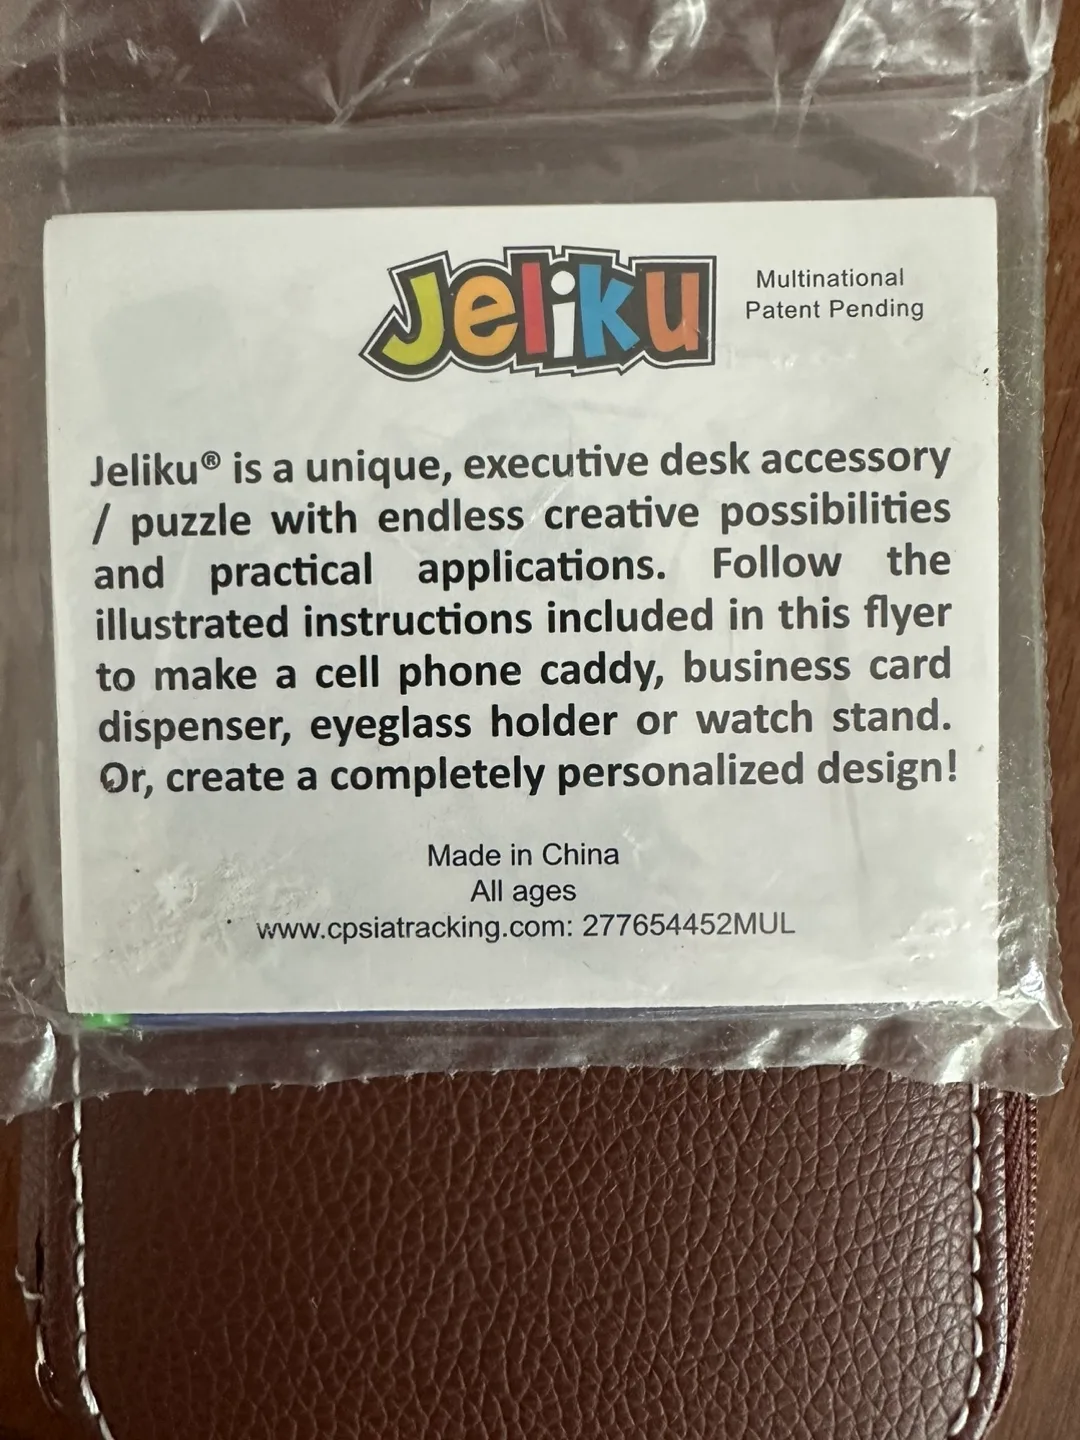 Jeliku
Multinational
Patent Pending
Jeliku® is a unique, executive desk accessory
/ puzzle with endless creative possibilities
and practical applications. Follow the
illustrated instructions included in this flyer
to make a cell phone caddy, business card
dispenser, eyeglass holder or watch stand.
Or, create a completely personalized design!
Made in China
All ages
www.cpsiatracking.com: 277654452MUL